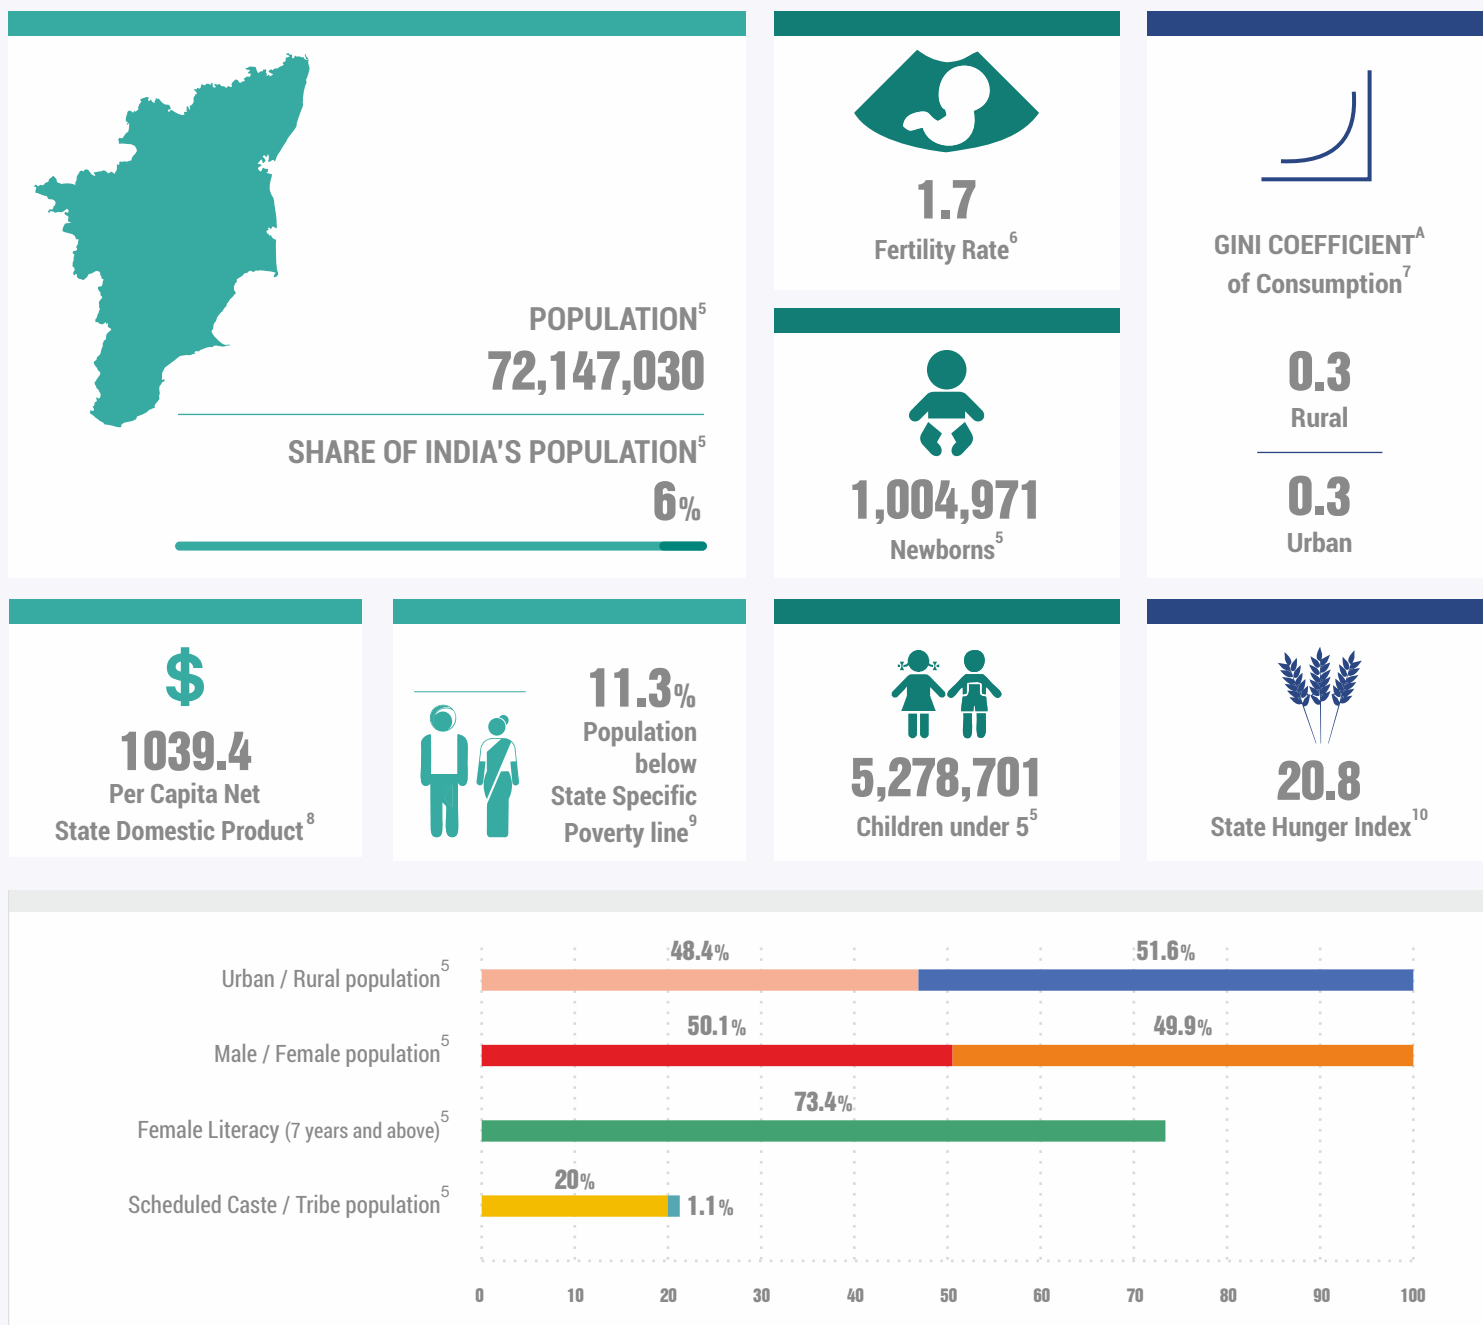 POPULATION5
72,147,030
SHARE OF INDIA'S POPULATION5
6%
1.7
Fertility Rate6
1,004,971
Newborns5
GINI COEFFICIENTA
of Consumption7
0.3
Rural
0.3
Urban
$
1039.4
Per Capita Net
State Domestic Product8
11.3%
Population
below
State Specific
Poverty line9
5,278,701
Children under 55
20.8
State Hunger Index10
48.4% 51.6%
Urban / Rural population5
50.1% 49.9%
Male / Female population5
73.4%
Female Literacy (7 years and above)5
20%
Scheduled Caste / Tribe population5 1.1%
0 10 20 30 40 50 60 70 80 90 100